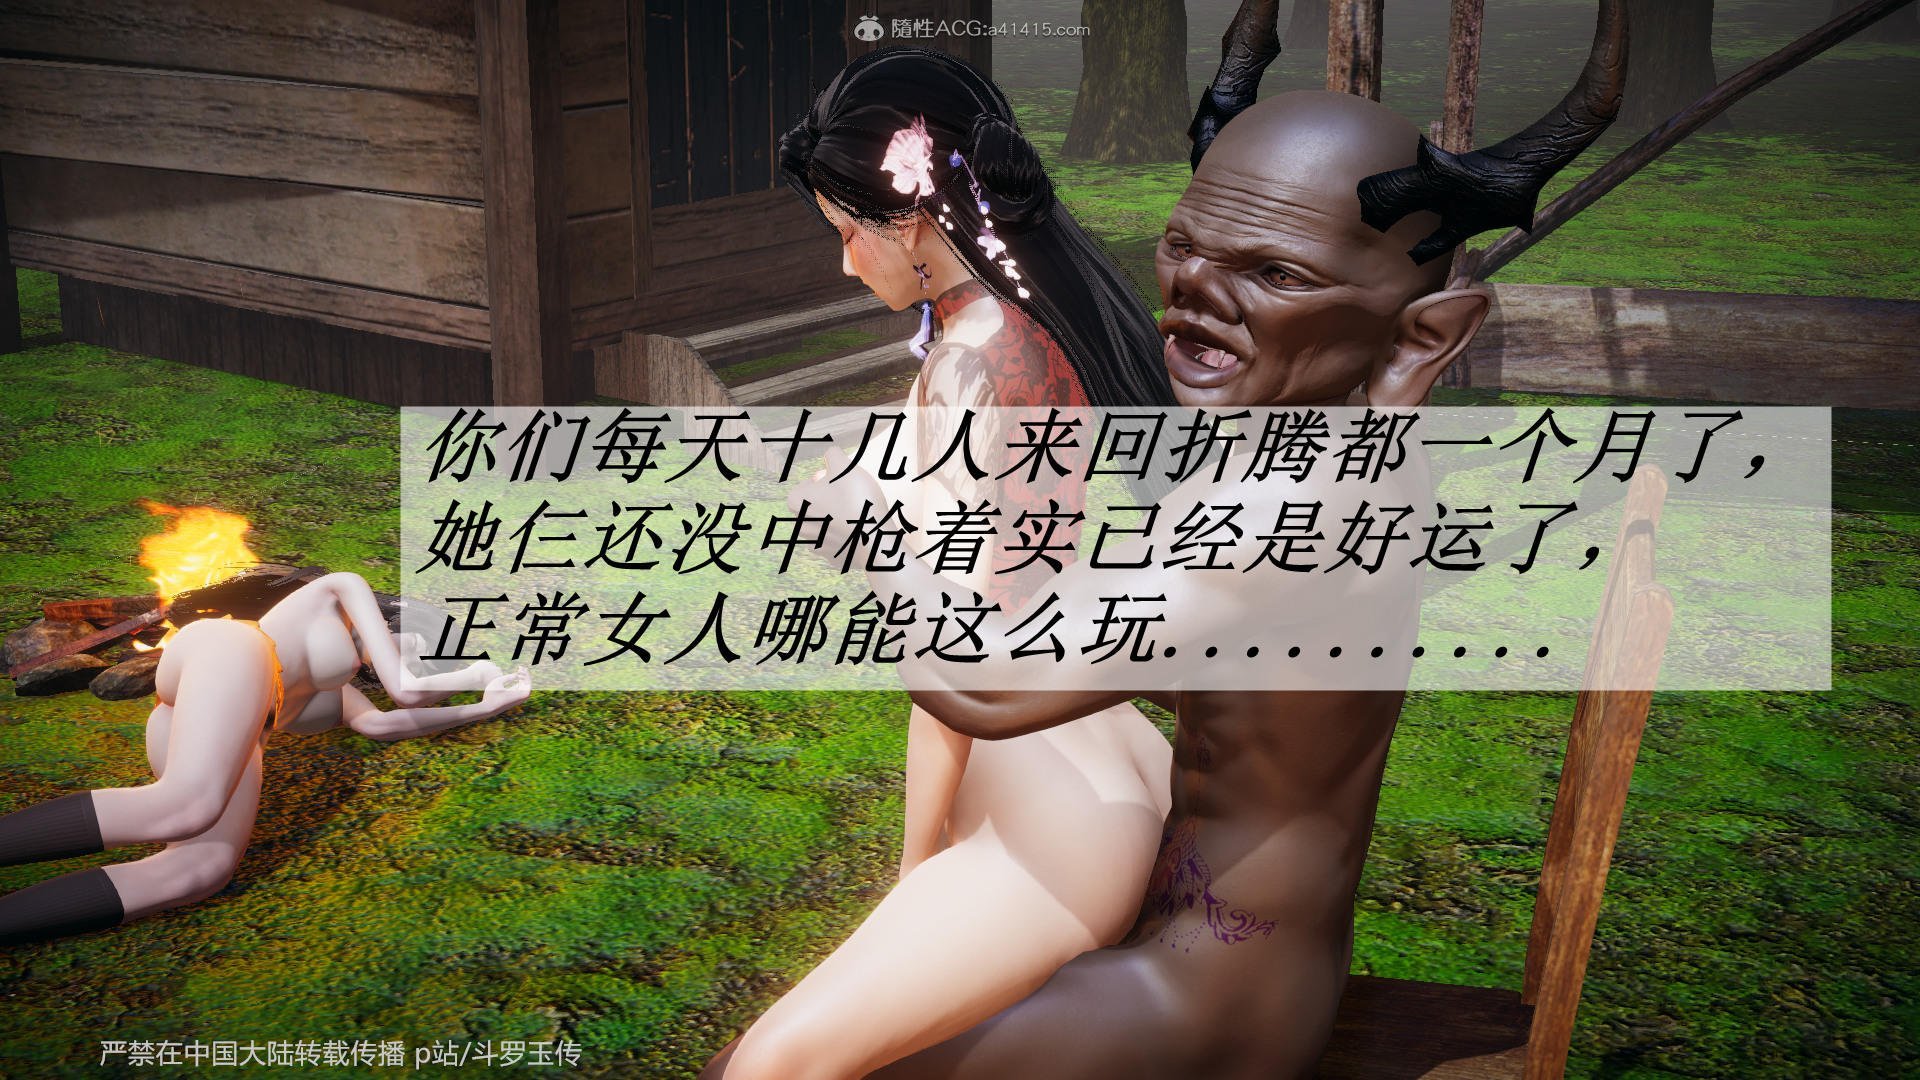 隨性ACG:a41415.com
你们每天十几人来回折腾都一个月了，
她仨还没中枪着实已经是好运了，
正常女人哪能这么玩...........
严禁在中国大陆转载传播 p站/斗罗玉传